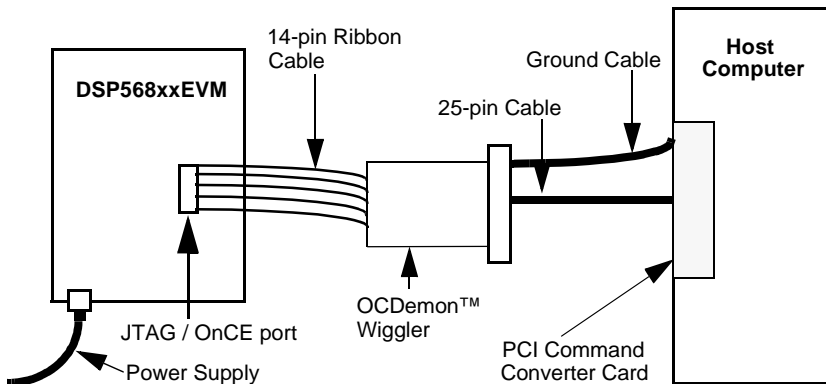 14-pin Ribbon
Cable
Host
Computer
Ground Cable
DSP568xxEVM
25-pin Cable
OCDemon™
Wiggler
JTAG / OnCE port
PCI Command
Converter Card
Power Supply